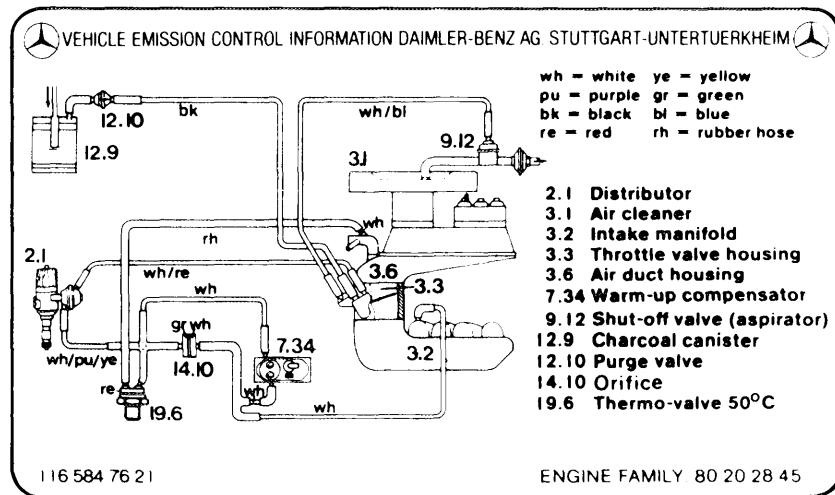 VEHICLE EMISSION CONTROL INFORMATION DAIMLER-BENZ AG. STUTTGART-UNTERTUERKHEIM
wh = white ye = yellow
pu = purple gr = green
bk = black bl = blue
re = red rh = rubber hose
12.10
bk
wh/bl
9.12
12.9
3.1
wh
rh
2.1
wh/re
3.6
3.3
wh
gr wh
7.34
wh/pu/ye
14.10
3.2
re
wh
19.6
wh
2.1 Distributor
3.1 Air cleaner
3.2 Intake manifold
3.3 Throttle valve housing
3.6 Air duct housing
7.34 Warm-up compensator
9.12 Shut-off valve (aspirator)
12.9 Charcoal canister
12.10 Purge valve
14.10 Orifice
19.6 Thermo-valve 50°C
116 584 76 21
ENGINE FAMILY 80 20 28 45